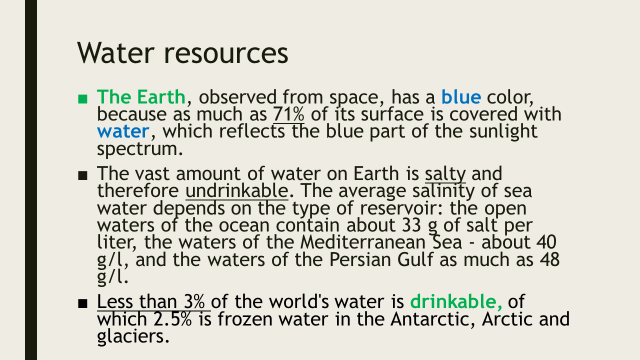 Water resources
■ The Earth, observed from space, has a blue color,
because as much as 71% of its surface is covered with
water, which reflects the blue part of the sunlight
spectrum.
■ The vast amount of water on Earth is salty and
therefore undrinkable. The average salinity of sea
water depends on the type of reservoir: the open
waters of the ocean contain about 33 g of salt per
liter, the waters of the Mediterranean Sea - about 40
g/l, and the waters of the Persian Gulf as much as 48
g/l.
■ Less than 3% of the world's water is drinkable, of
which 2.5% is frozen water in the Antarctic, Arctic and
glaciers.